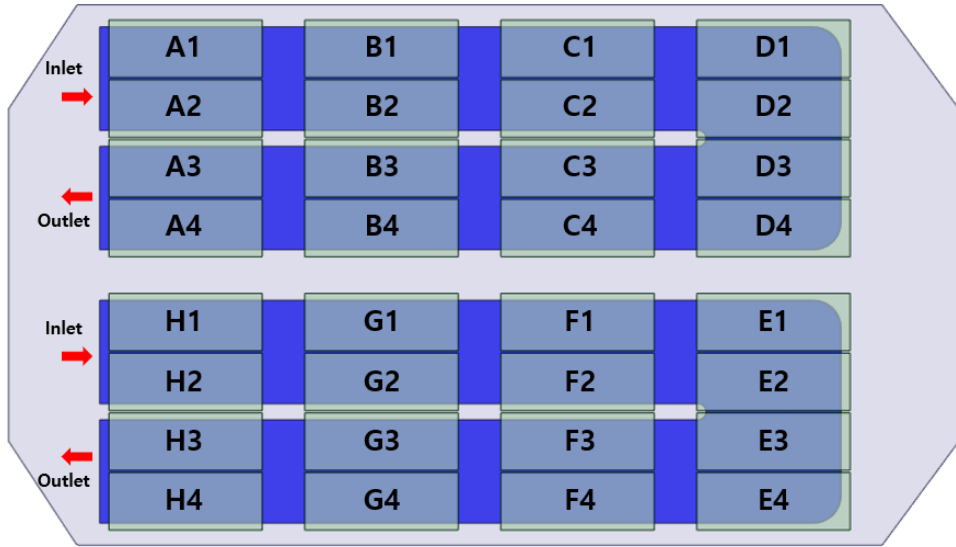 A1 B1 C1 D1
Inlet
A2 B2 C2 D2
A3 B3 C3 D3
Outlet
A4 B4 C4 D4
H1 G1 F1 E1
Inlet
H2 G2 F2 E2
H3 G3 F3 E3
Outlet
H4 G4 F4 E4